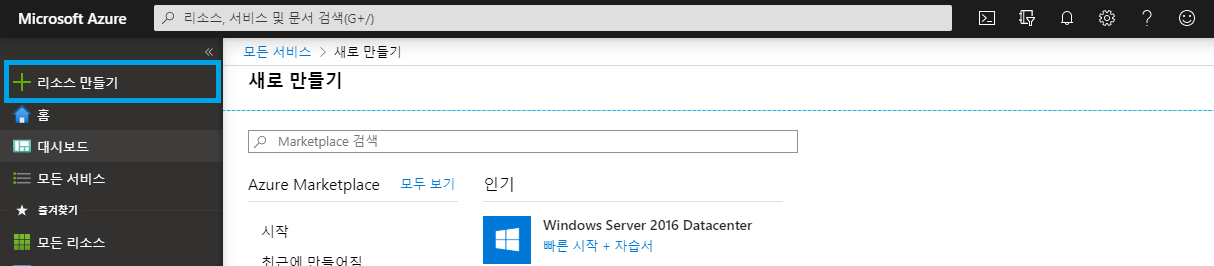 Microsoft Azure
리소스, 서비스 및 문서 검색(G+/)
모든 서비스 > 새로 만들기
새로 만들기
리소스 만들기
홈
대시보드
모든 서비스
즐겨찾기
모든 리소스
Marketplace 검색
Azure Marketplace 모두 보기
시작
최근에 만들어짐
인기
Windows Server 2016 Datacenter
빠른 시작 + 자습서